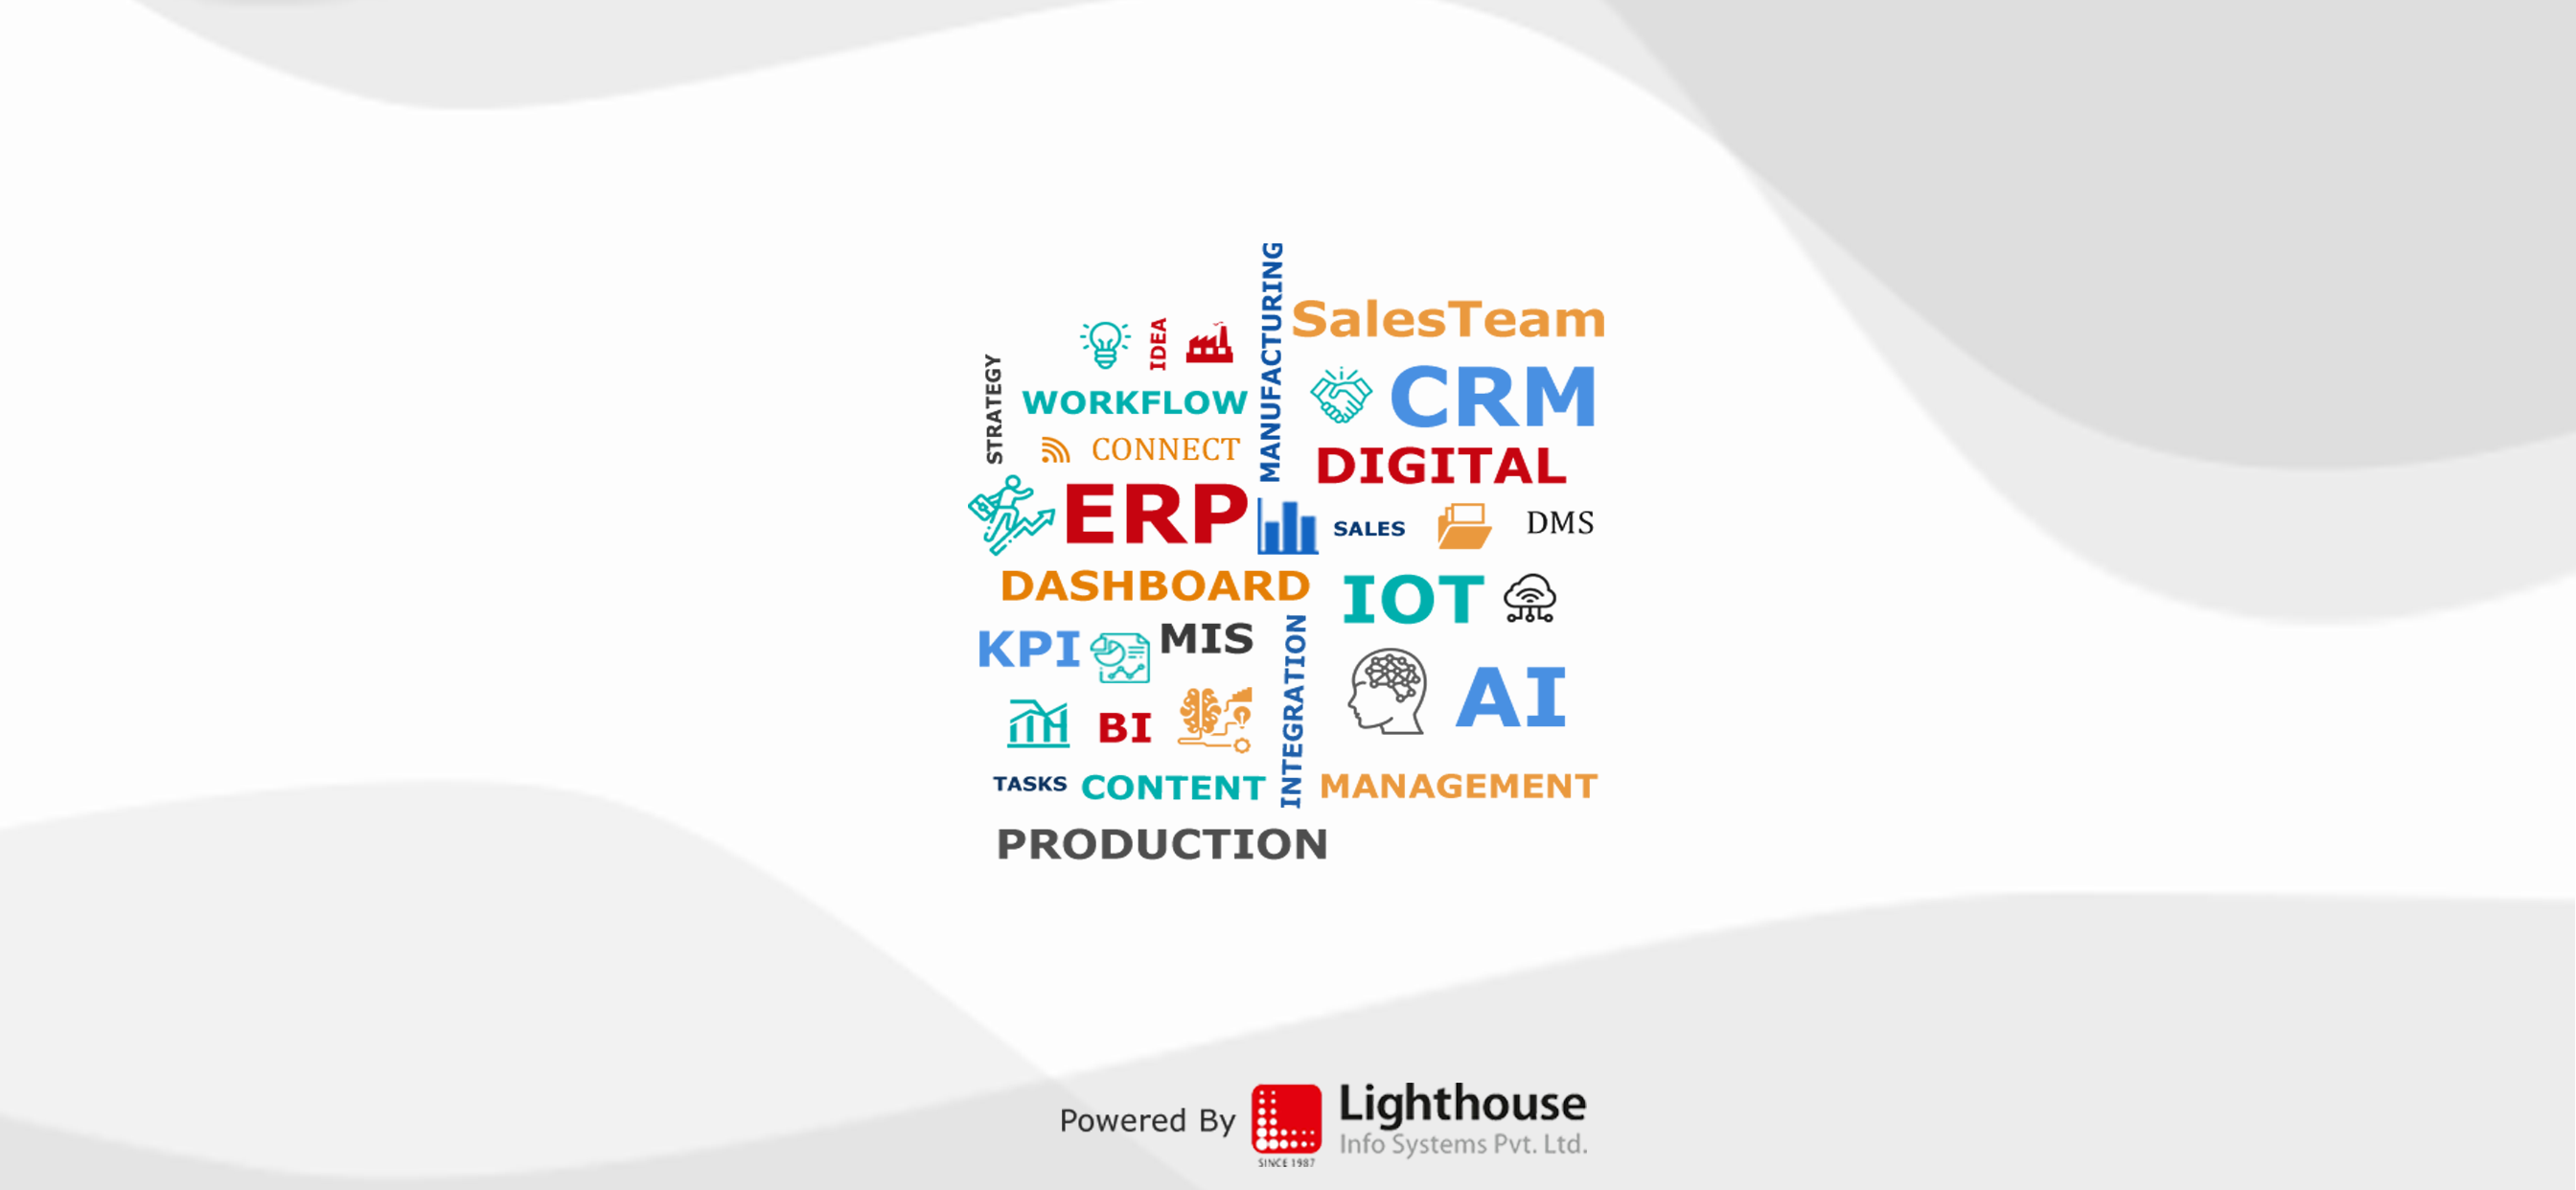 MANUFACTURING
SalesTeam
IDEA
STRATEGY
WORKFLOW
CRM
CONNECT
DIGITAL
ERP
SALES
DMS
DASHBOARD
IOT
KPI
MIS
INTEGRATION
AI
BI
TASKS
CONTENT
MANAGEMENT
PRODUCTION
Powered By
Lighthouse
Info Systems Pvt. Ltd.
SINCE 1987